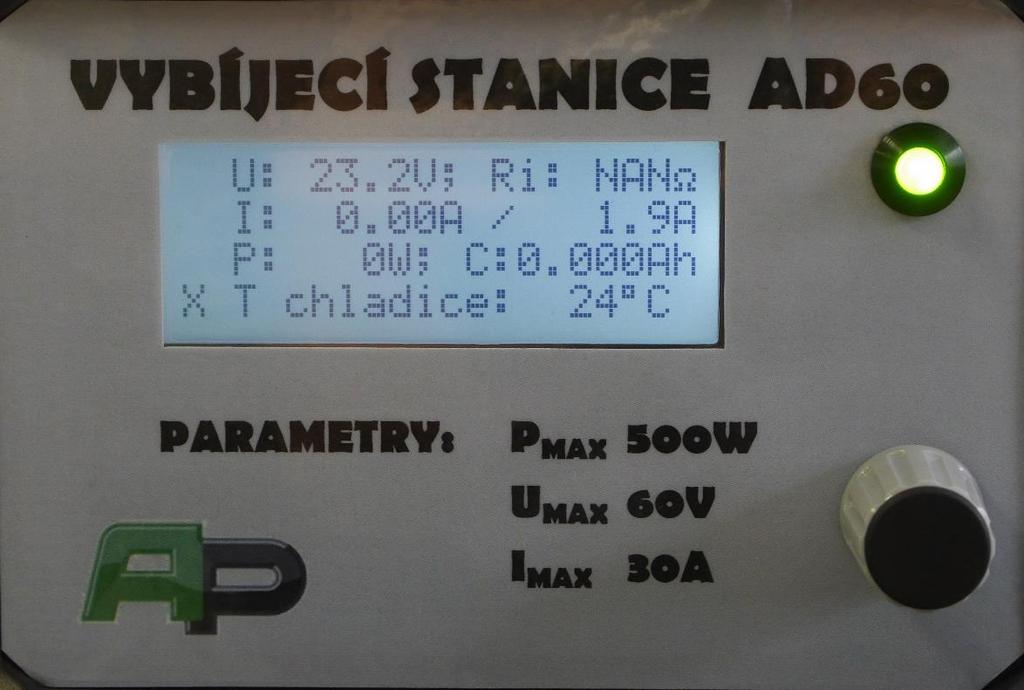 VYBÍJECÍ STANICE AD60
U: 23.2V; Ri: NANΩ
I: 0.00A / 1.9A
P: 0W; C:0.000Ah
X T chladice: 24°C
PARAMETRY: PMAX 500W
UMAX 60V
IMAX 30A
AP